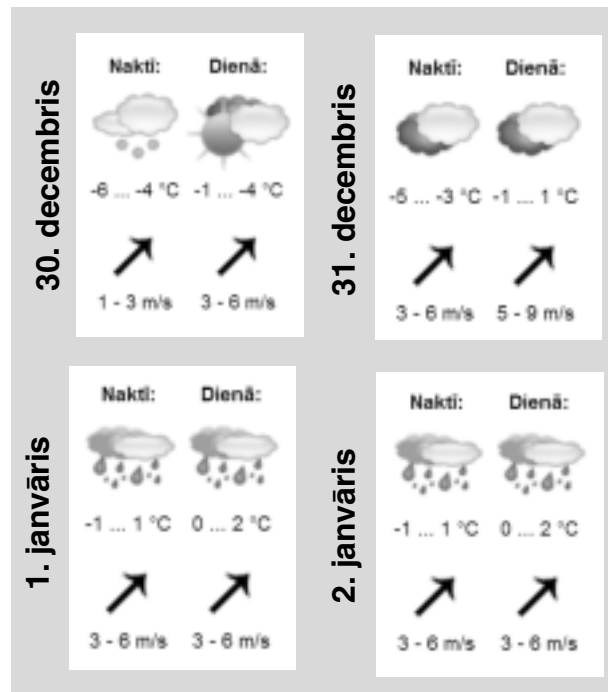 30. decembris
Naktī: Dienā:
-6 ... -4 °C -1 ... -4 °C
1 - 3 m/s 3 - 6 m/s
31. decembris
Naktī: Dienā:
-5 ... -3 °C -1 ... 1 °C
3 - 6 m/s 5 - 9 m/s
1. janvāris
Naktī: Dienā:
-1 ... 1 °C 0 ... 2 °C
3 - 6 m/s 3 - 6 m/s
2. janvāris
Naktī: Dienā:
-1 ... 1 °C 0 ... 2 °C
3 - 6 m/s 3 - 6 m/s